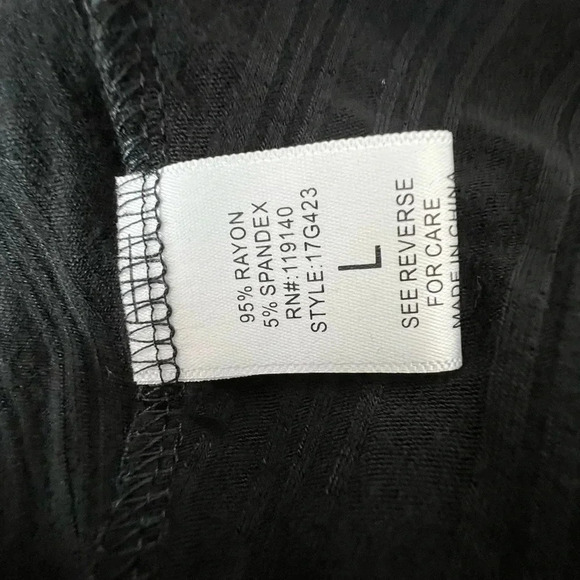 95% RAYON
5% SPANDEX
RN#:119140
STYLE:17G423
L
SEE REVERSE
FOR CARE
MADE IN CHINA